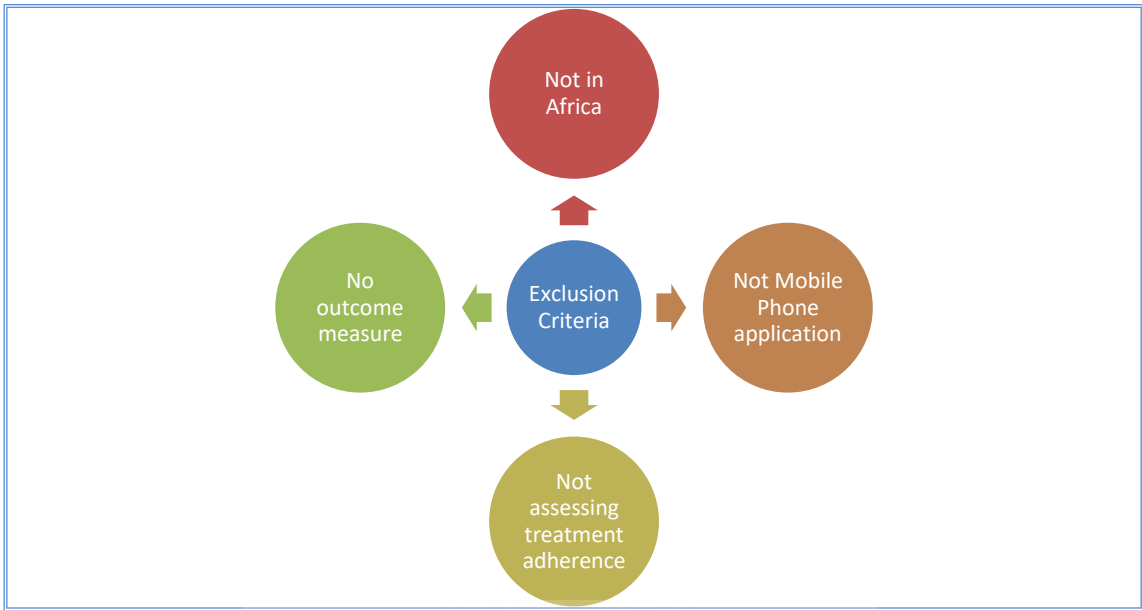 Not in
Africa
No
outcome
measure
Exclusion
Criteria
Not Mobile
Phone
application
Not
assessing
treatment
adherence